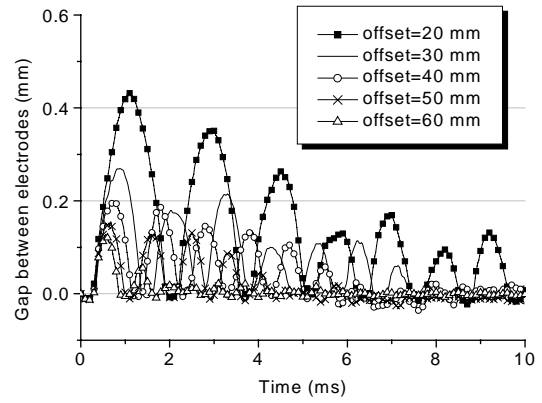 0.6
0.4
0.2
0.0
Gap between electrodes (mm)
offset=20 mm
offset=30 mm
offset=40 mm
offset=50 mm
offset=60 mm
0 2 4 6 8 10
Time (ms)